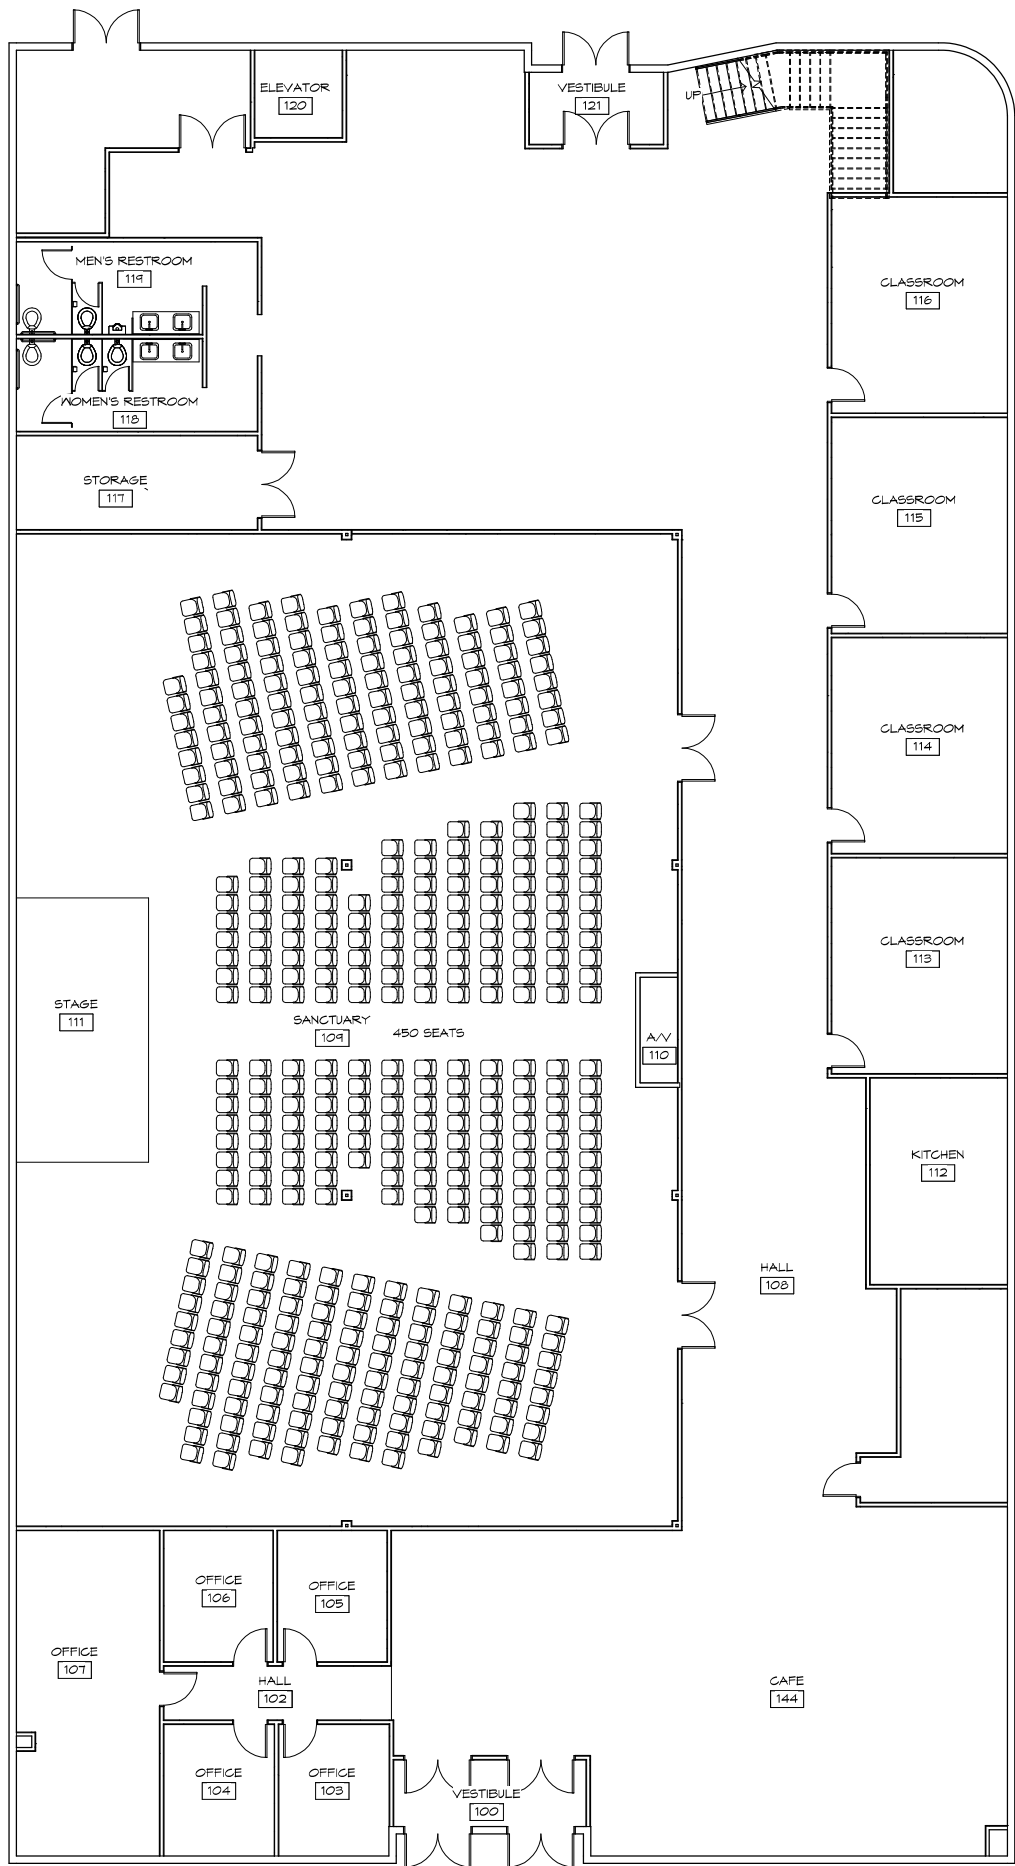 ELEVATOR
120
VESTIBULE
121
UP
MEN'S RESTROOM
119
CLASSROOM
116
WOMEN'S RESTROOM
118
STORAGE
117
CLASSROOM
115
CLASSROOM
114
CLASSROOM
113
STAGE
111
SANCTUARY
109
450 SEATS
A/V
110
KITCHEN
112
HALL
108
OFFICE
106
OFFICE
105
OFFICE
107
HALL
102
CAFE
144
OFFICE
104
OFFICE
103
VESTIBULE
100